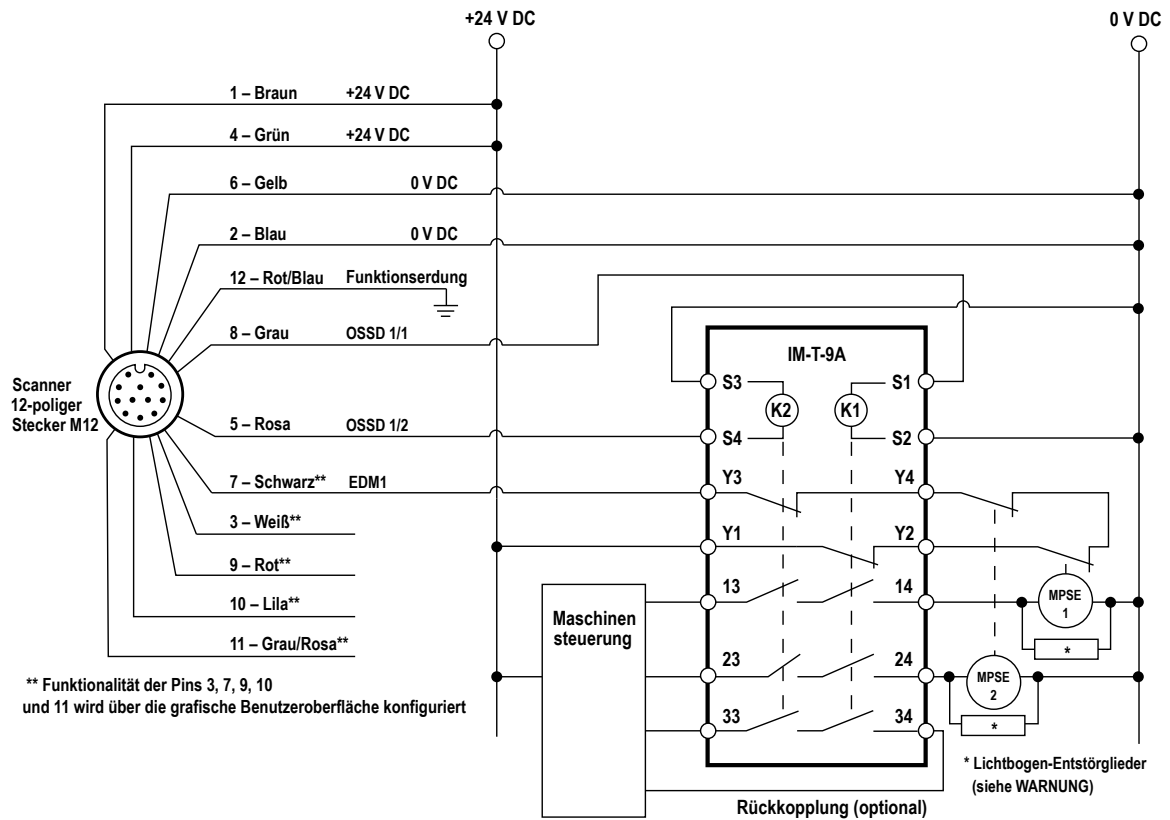 +24 V DC
0 V DC
1 – Braun +24 V DC
4 – Grün +24 V DC
6 – Gelb 0 V DC
2 – Blau 0 V DC
12 – Rot/Blau Funktionserdung
8 – Grau OSSD 1/1
IM-T-9A
Scanner
12-poliger
Stecker M12
S3
S1
K2
K1
5 – Rosa OSSD 1/2
S4
S2
7 – Schwarz** EDM1
Y3
Y4
3 – Weiß**
Y1
Y2
9 – Rot**
13
14
MPSE
1
*
10 – Lila**
Maschinen
steuerung
11 – Grau/Rosa**
23
24
MPSE
2
*
** Funktionalität der Pins 3, 7, 9, 10
und 11 wird über die grafische Benutzeroberfläche konfiguriert
33
34
* Lichtbogen-Entstörglieder
(siehe WARNUNG)
Rückkopplung (optional)